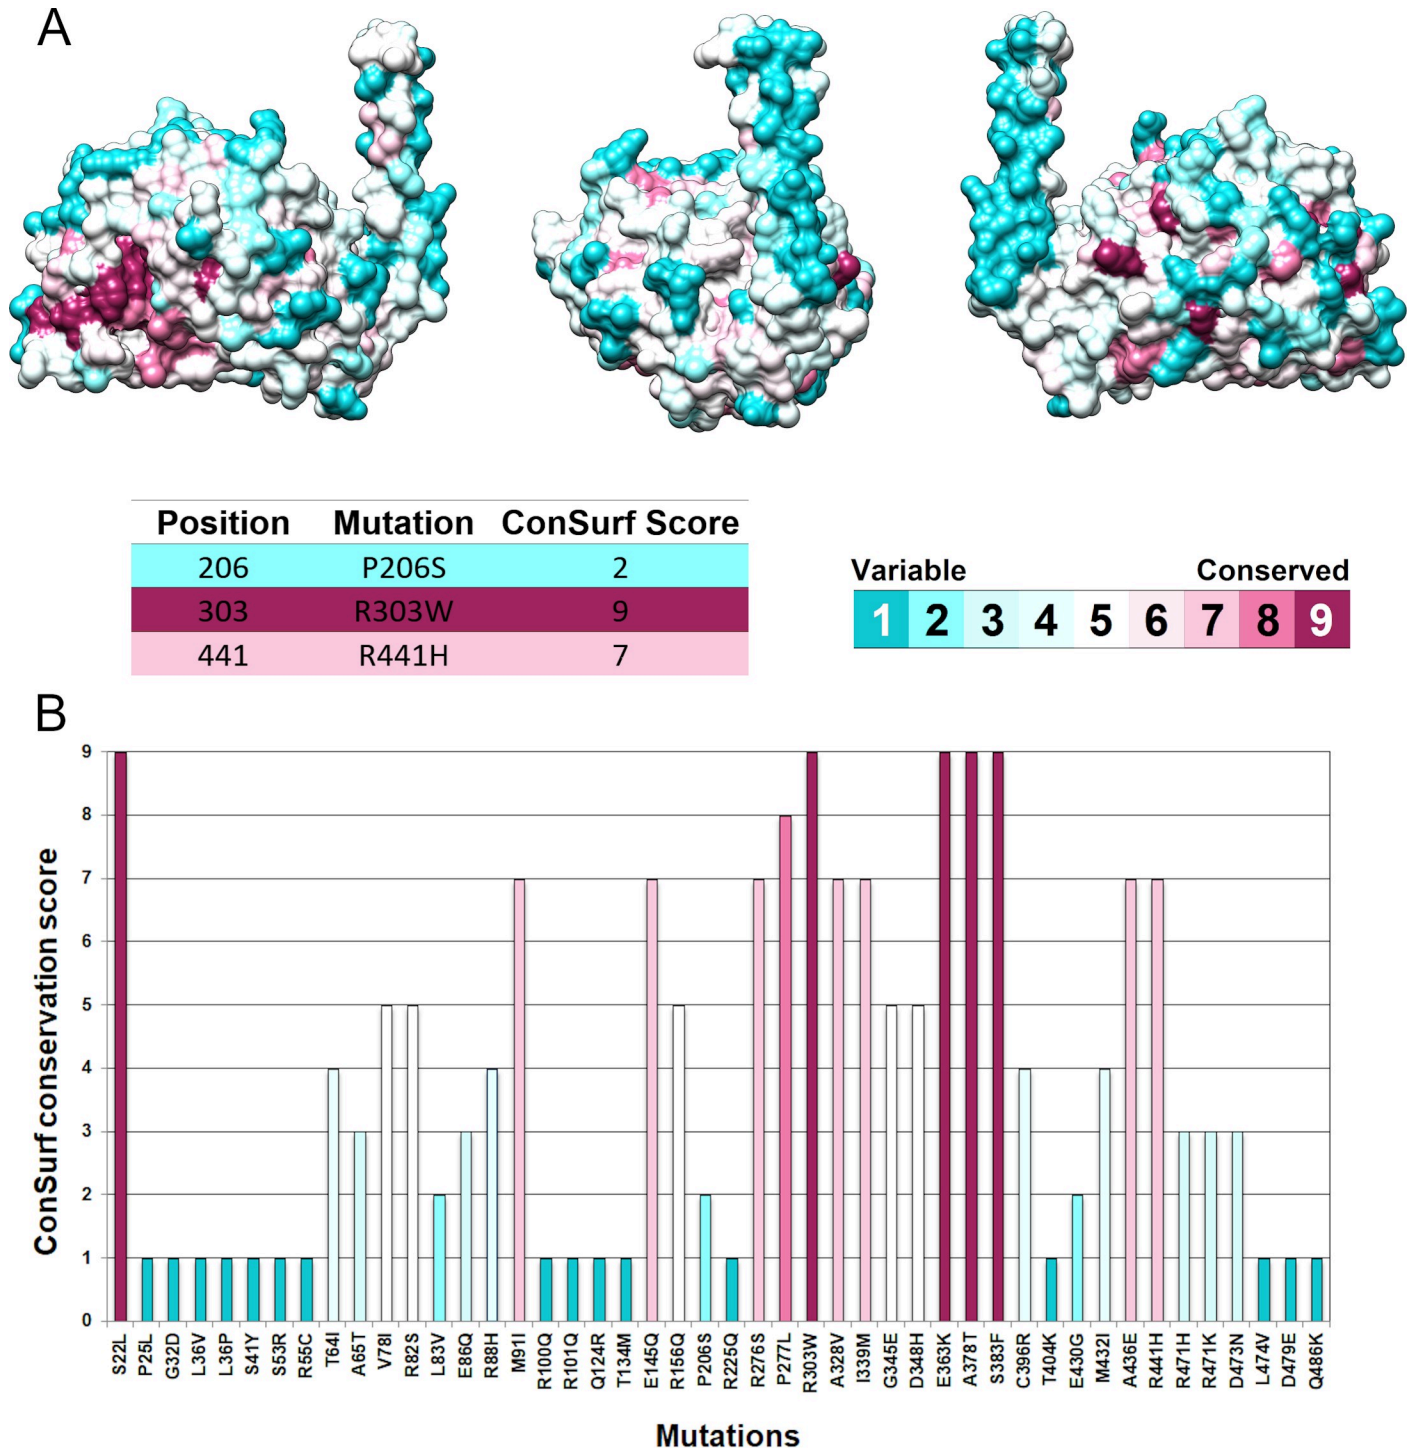 A
Position Mutation ConSurf Score
206 P206S 2
303 R303W 9
441 R441H 7
Variable Conserved
1 2 3 4 5 6 7 8 9
B
ConSurf conservation score
9
8
7
6
5
4
3
2
1
0
S22L P25L G32D L36V L36P S41Y S53R R55C T64I A65T V78I R82S L83V E86Q R88H M91I R100Q R101Q Q124R T134M E145Q R156Q P206S R225Q R276S P277L R303W A328V I339M G345E D348H E363K A378T S383F C396R T404K E430G M432I A436E R441H R471H R471K D473N L474V D479E Q486K
Mutations